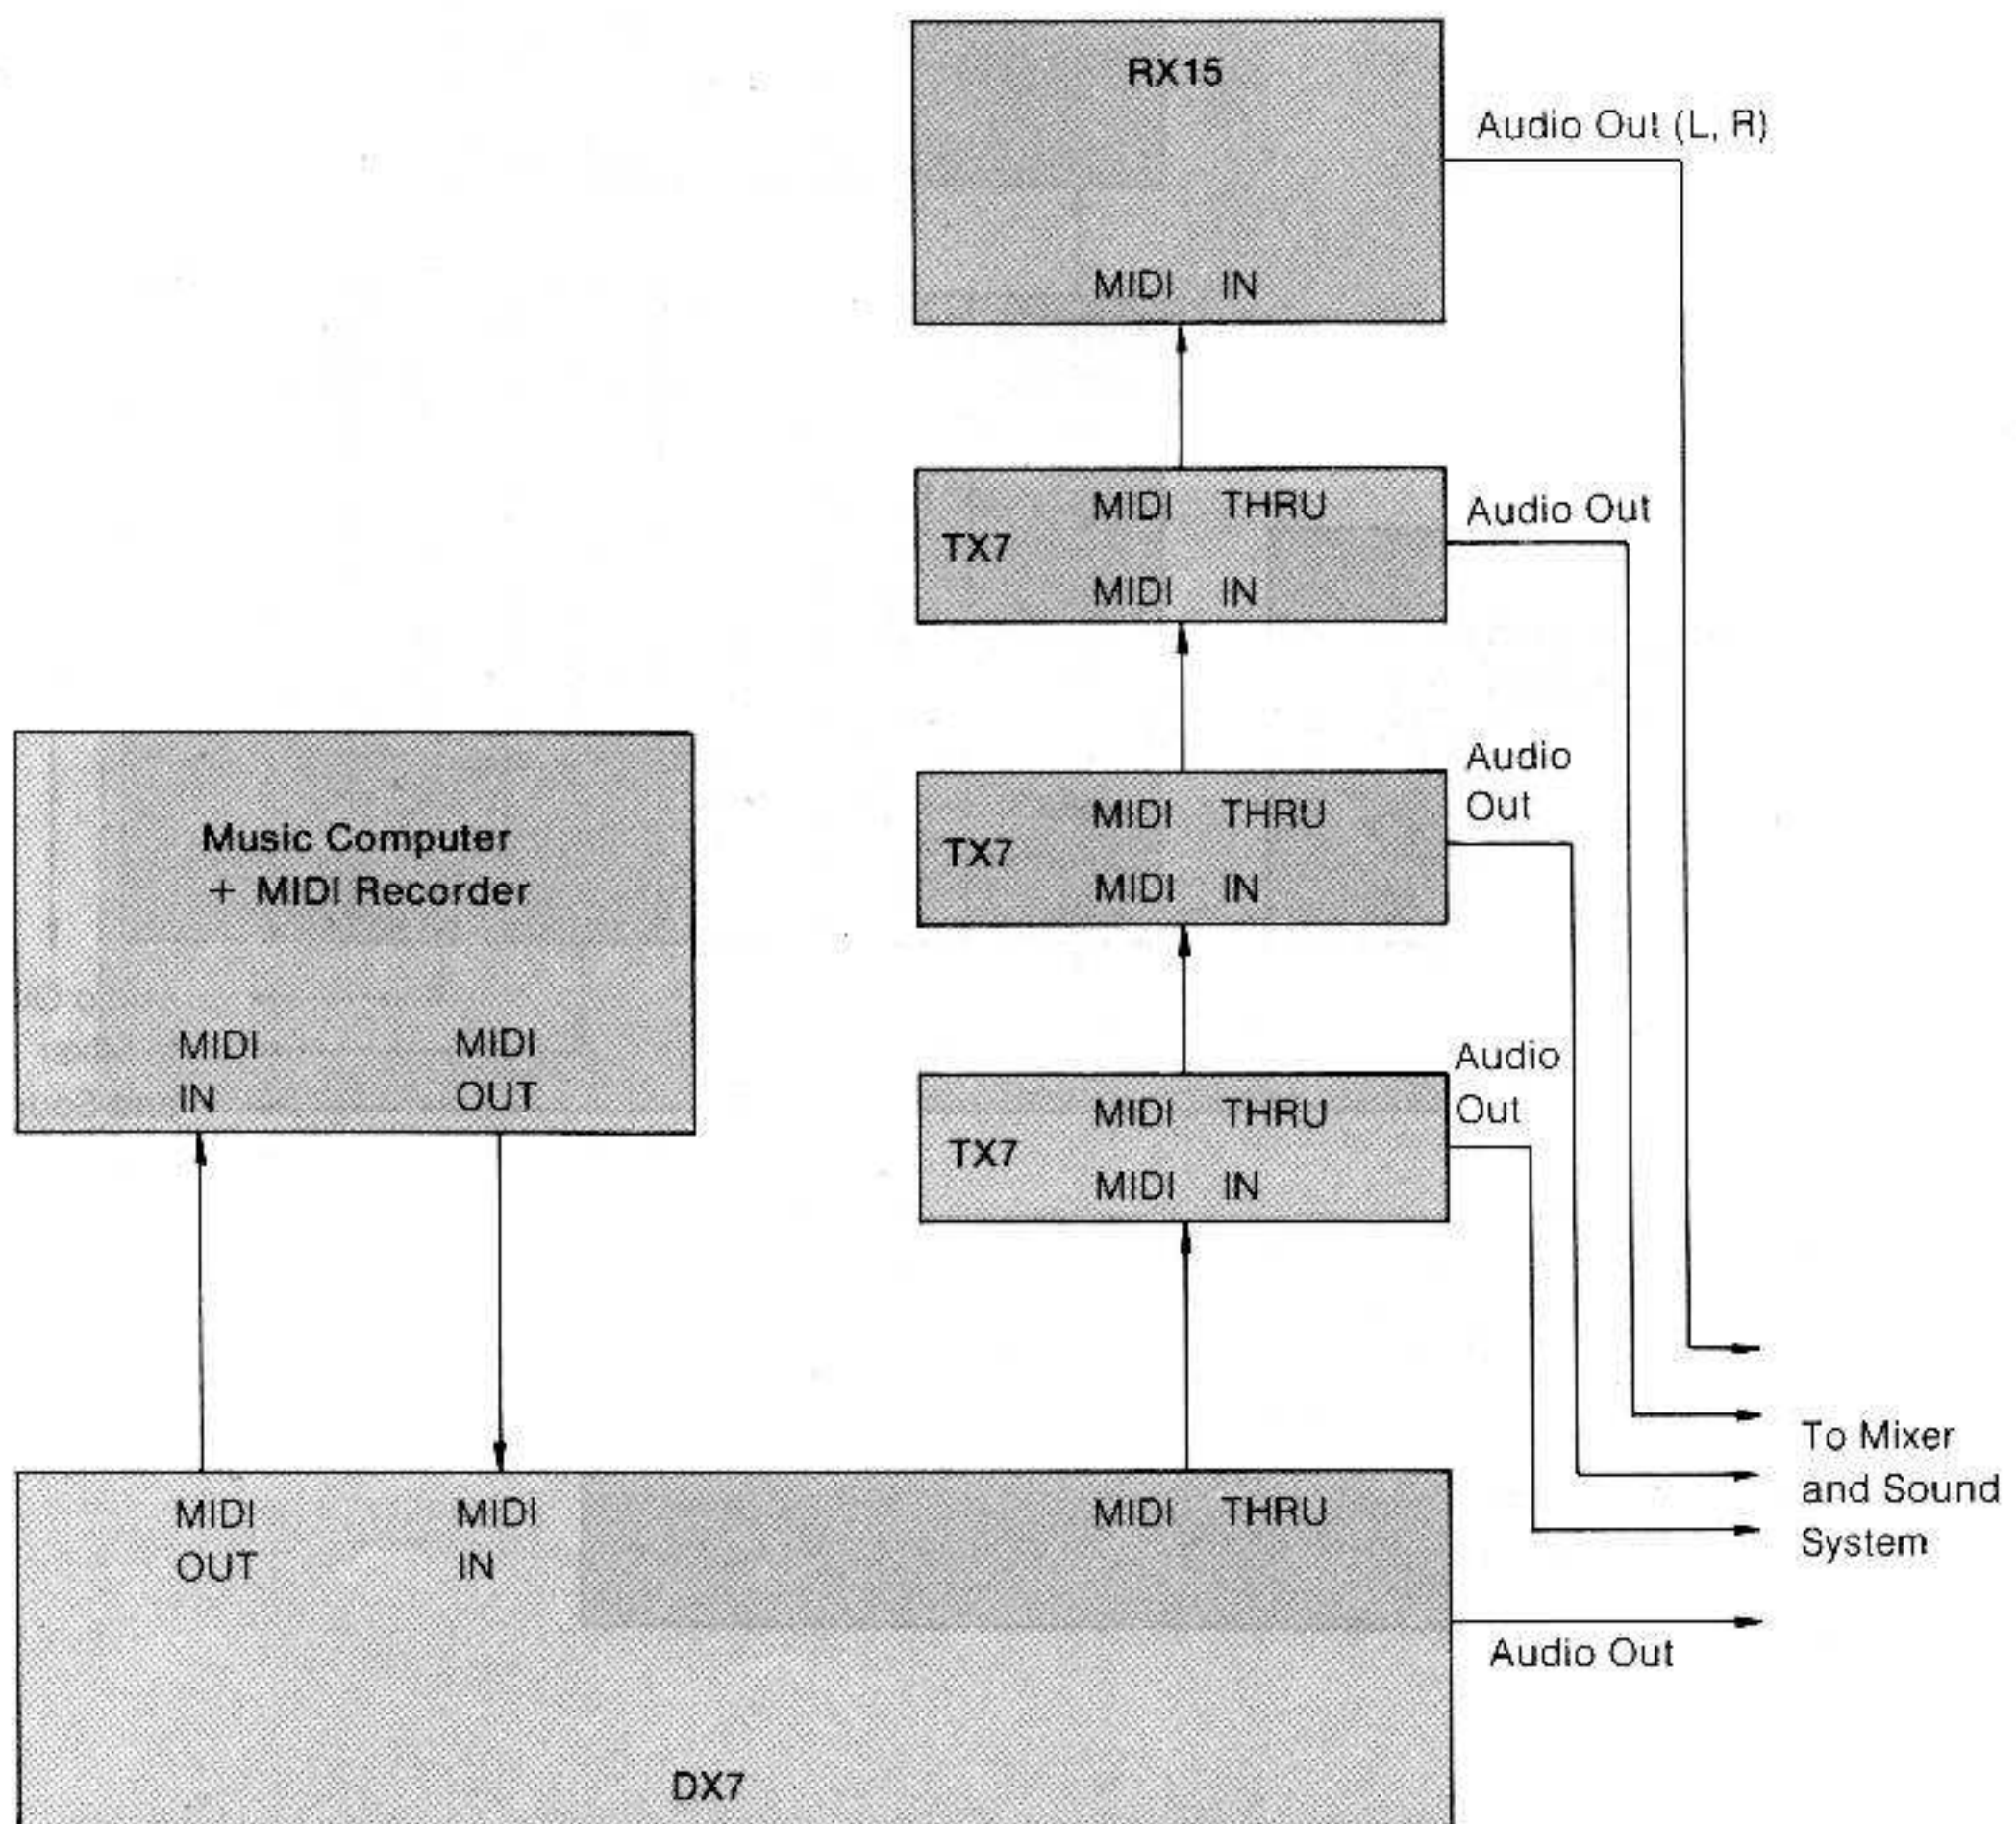 RX15
Audio Out (L, R)
MIDI IN
MIDI THRU
Audio Out
TX7
MIDI IN
Audio
Out
MIDI THRU
TX7
MIDI IN
Music Computer
+ MIDI Recorder
MIDI
IN
MIDI
OUT
Audio
Out
MIDI THRU
TX7
MIDI IN
To Mixer
and Sound
System
MIDI
OUT
MIDI
IN
MIDI THRU
Audio Out
DX7